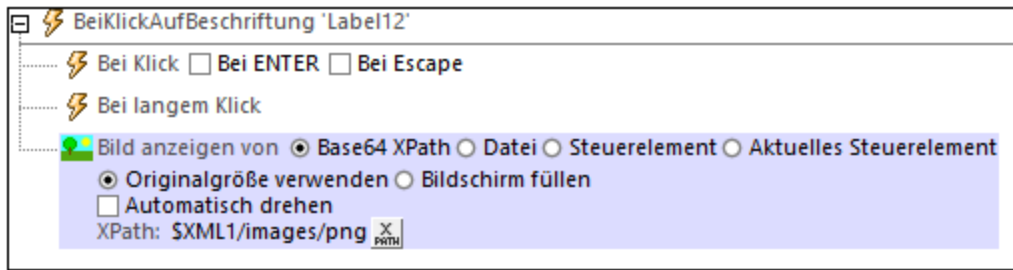 BeiKlickAufBeschriftung 'Label12'
Bei Klick Bei ENTER Bei Escape
Bei langem Klick
Bild anzeigen von Base64 XPath Datei Steuerelement Aktuelles Steuerelement
Originalgröße verwenden Bildschirm füllen
Automatisch drehen
XPath: $XML1/images/png X PATH